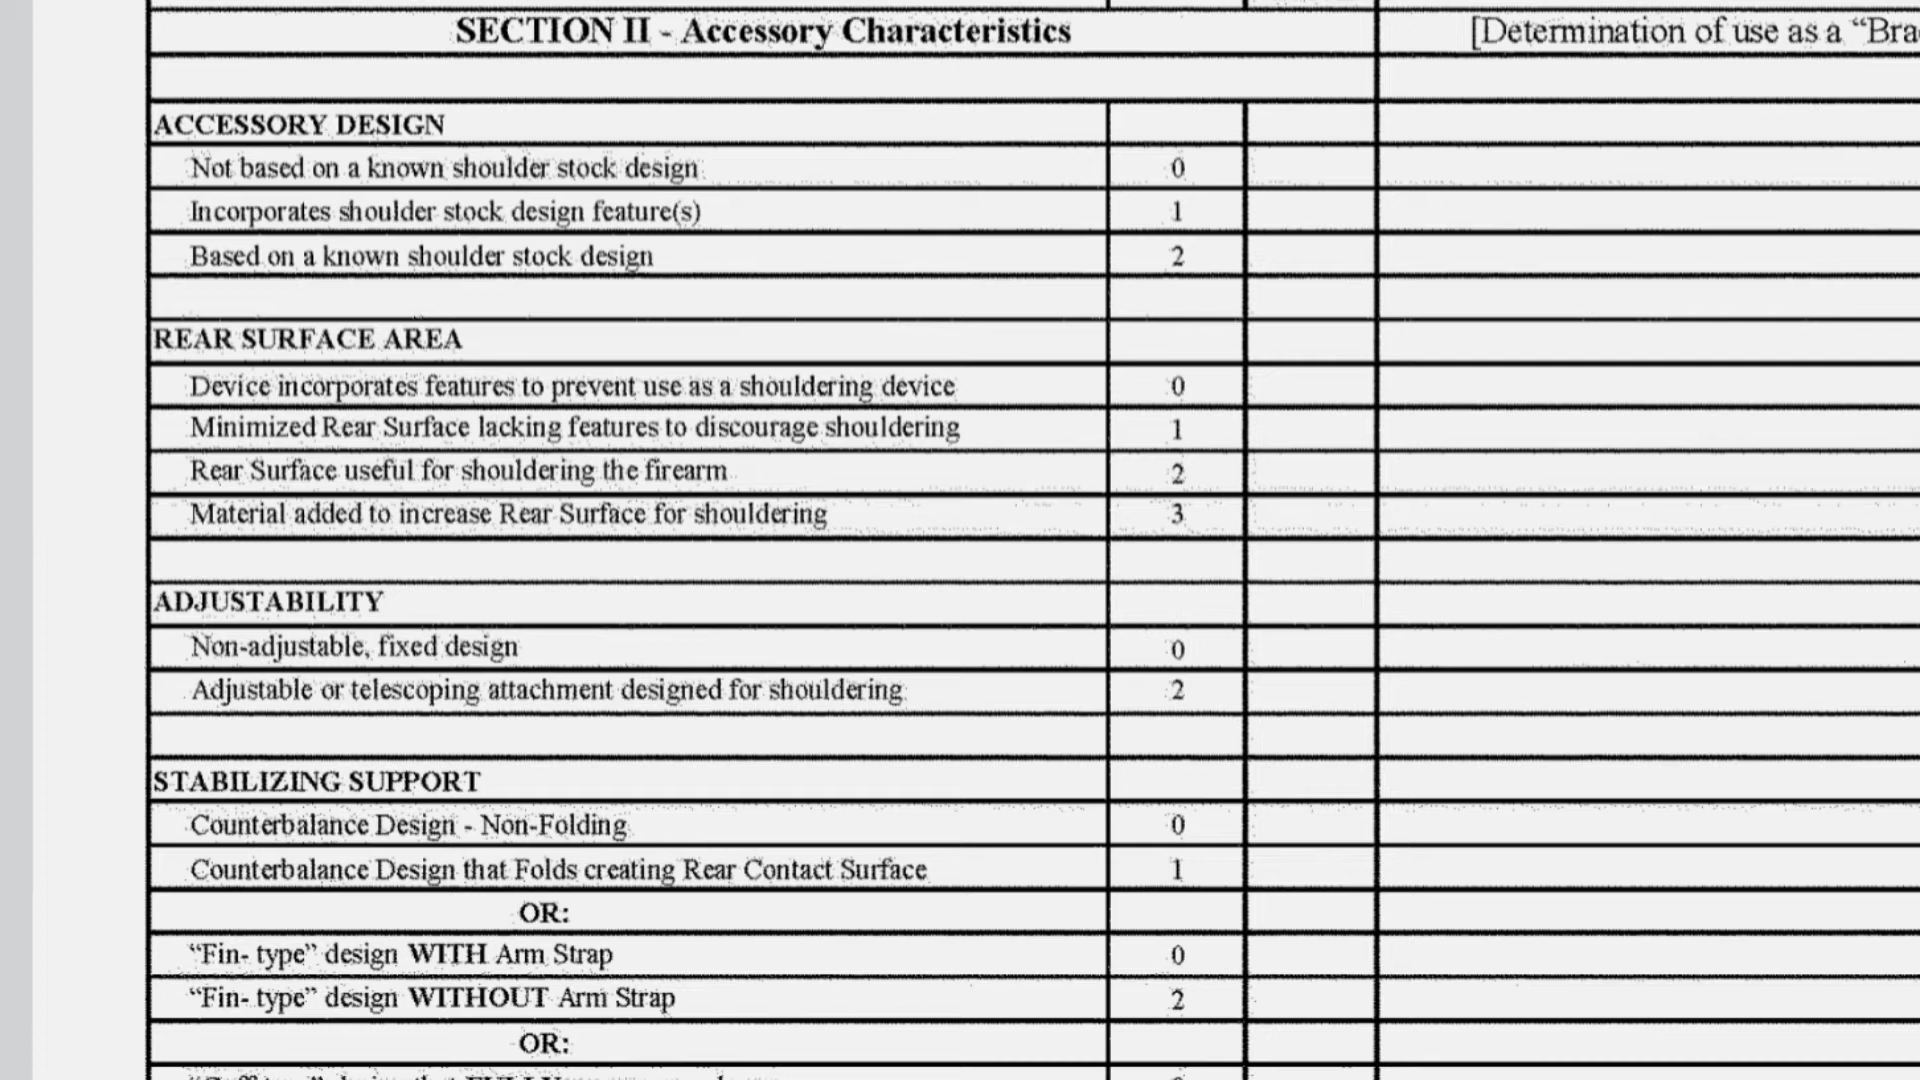 SECTION II - Accessory Characteristics [Determination of use as a “Bra
ACCESSORY DESIGN
Not based on a known shoulder stock design 0
Incorporates shoulder stock design feature(s) 1
Based on a known shoulder stock design 2
REAR SURFACE AREA
Device incorporates features to prevent use as a shouldering device 0
Minimized Rear Surface lacking features to discourage shouldering 1
Rear Surface useful for shouldering the firearm 2
Material added to increase Rear Surface for shouldering 3
ADJUSTABILITY
Non-adjustable, fixed design 0
Adjustable or telescoping attachment designed for shouldering 2
STABILIZING SUPPORT
Counterbalance Design - Non-Folding 0
Counterbalance Design that Folds creating Rear Contact Surface 1
OR:
“Fin- type” design WITH Arm Strap 0
“Fin- type” design WITHOUT Arm Strap 2
OR: